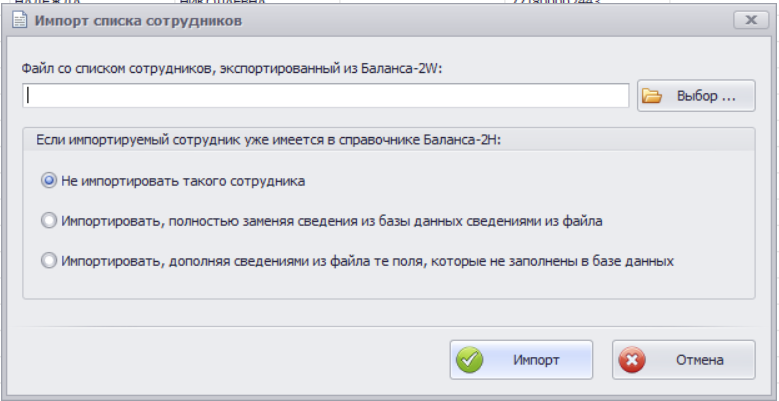 Импорт списка сотрудников
Файл со списком сотрудников, экспортированный из Баланса-2W:
Выбор ...
Если импортируемый сотрудник уже имеется в справочнике Баланса-2Н:
Не импортировать такого сотрудника
Импортировать, полностью заменяя сведения из базы данных сведениями из файла
Импортировать, дополняя сведениями из файла те поля, которые не заполнены в базе данных
Импорт
Отмена